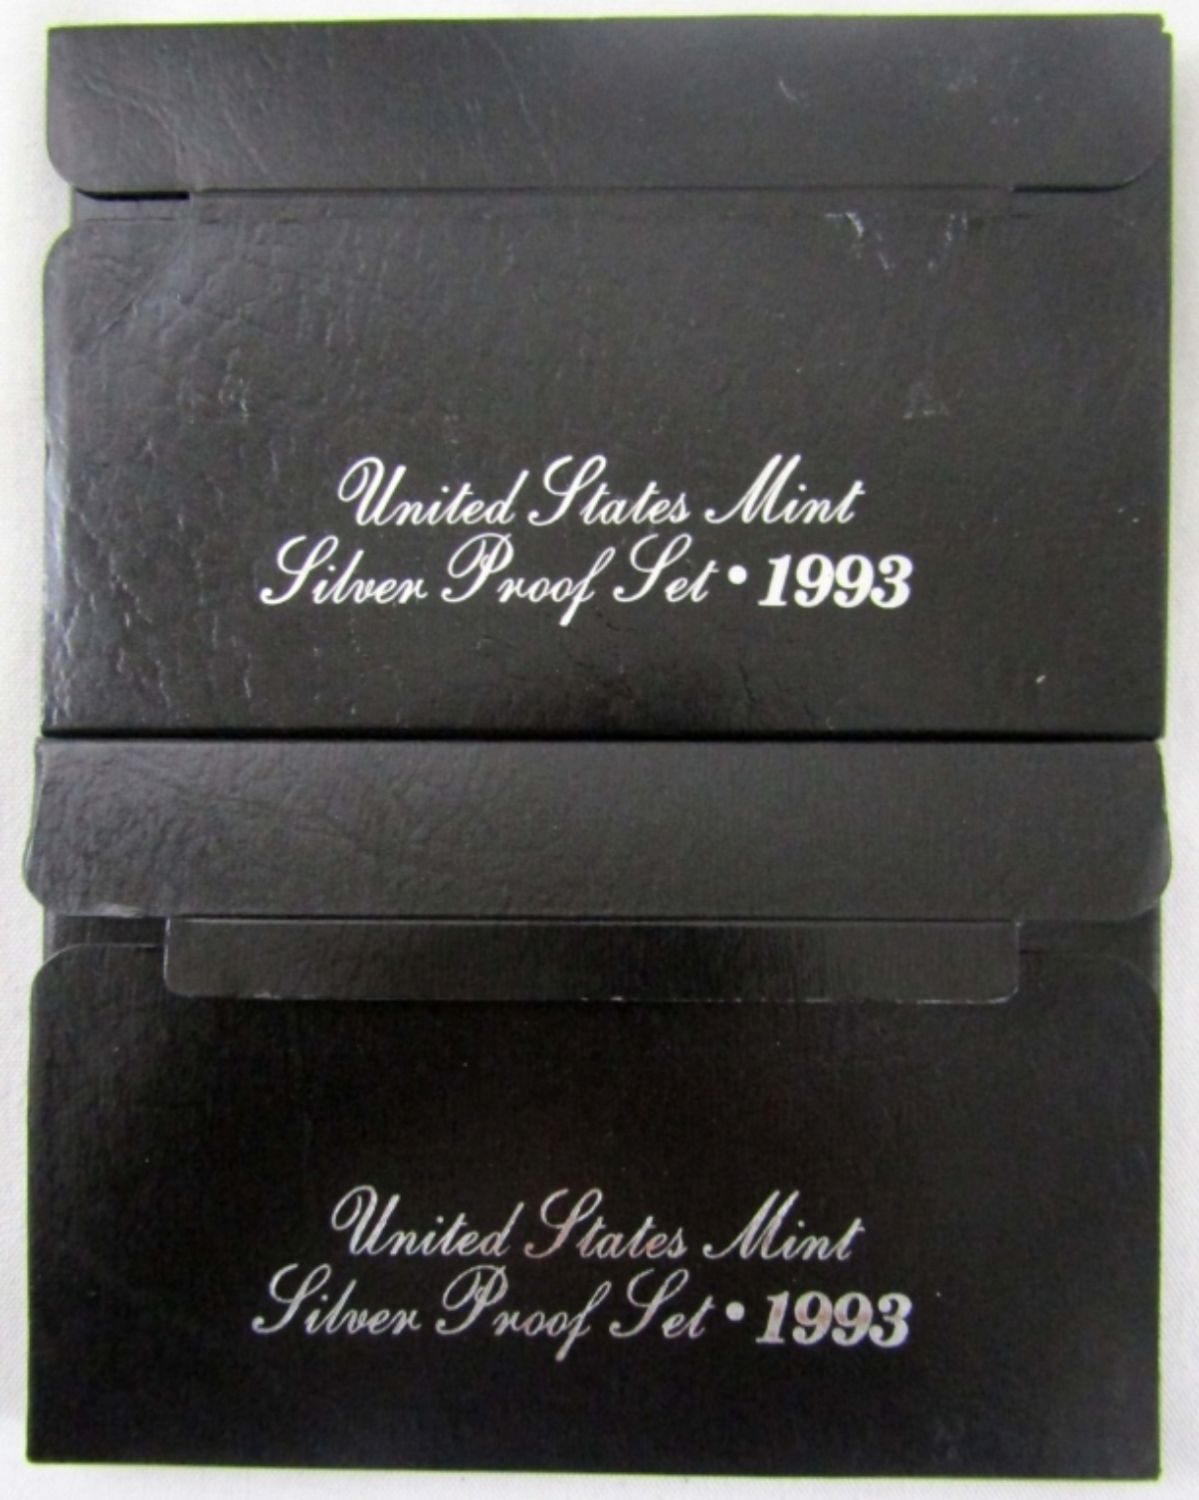 United States Mint
Silver Proof Set • 1993
United States Mint
Silver Proof Set • 1993